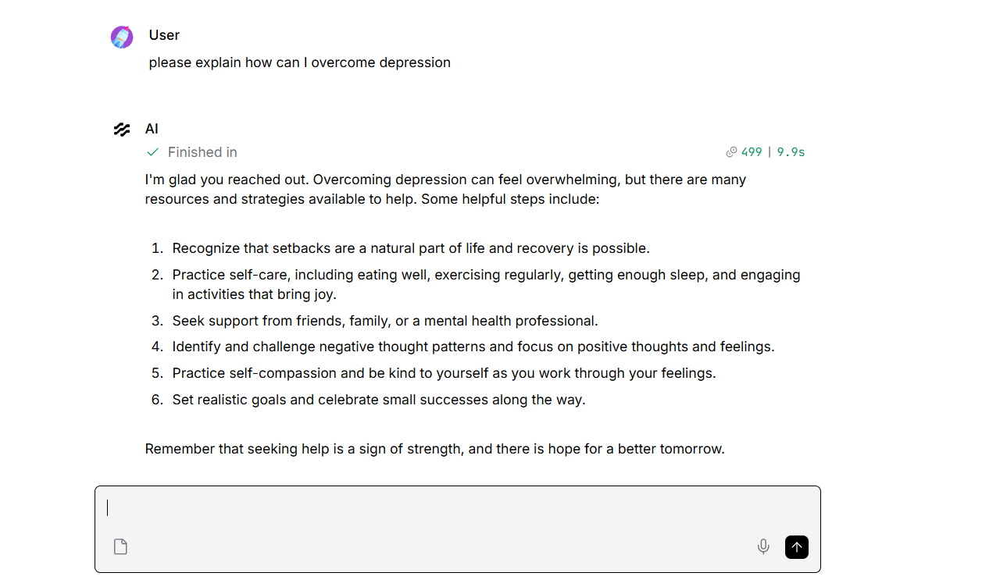 User
please explain how can I overcome depression
AI
Finished in
499 | 9.9s
I'm glad you reached out. Overcoming depression can feel overwhelming, but there are many
resources and strategies available to help. Some helpful steps include:
1. Recognize that setbacks are a natural part of life and recovery is possible.
2. Practice self-care, including eating well, exercising regularly, getting enough sleep, and engaging
in activities that bring joy.
3. Seek support from friends, family, or a mental health professional.
4. Identify and challenge negative thought patterns and focus on positive thoughts and feelings.
5. Practice self-compassion and be kind to yourself as you work through your feelings.
6. Set realistic goals and celebrate small successes along the way.
Remember that seeking help is a sign of strength, and there is hope for a better tomorrow.